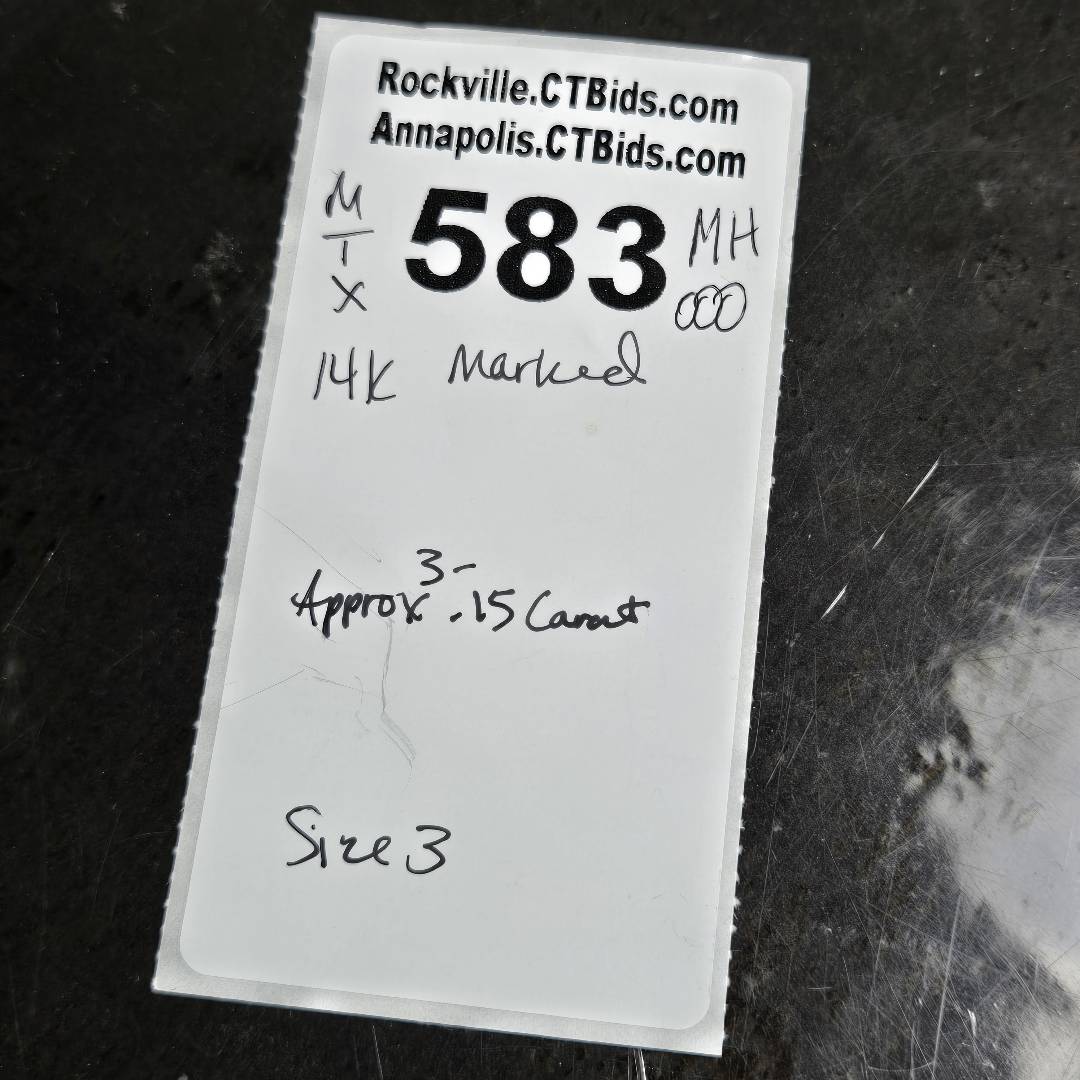 Rockville.CTBids.com
Annapolis.CTBids.com
M
T
X
583
MH
000
14K Marked
3-
Approx .15 Carat
Size 3